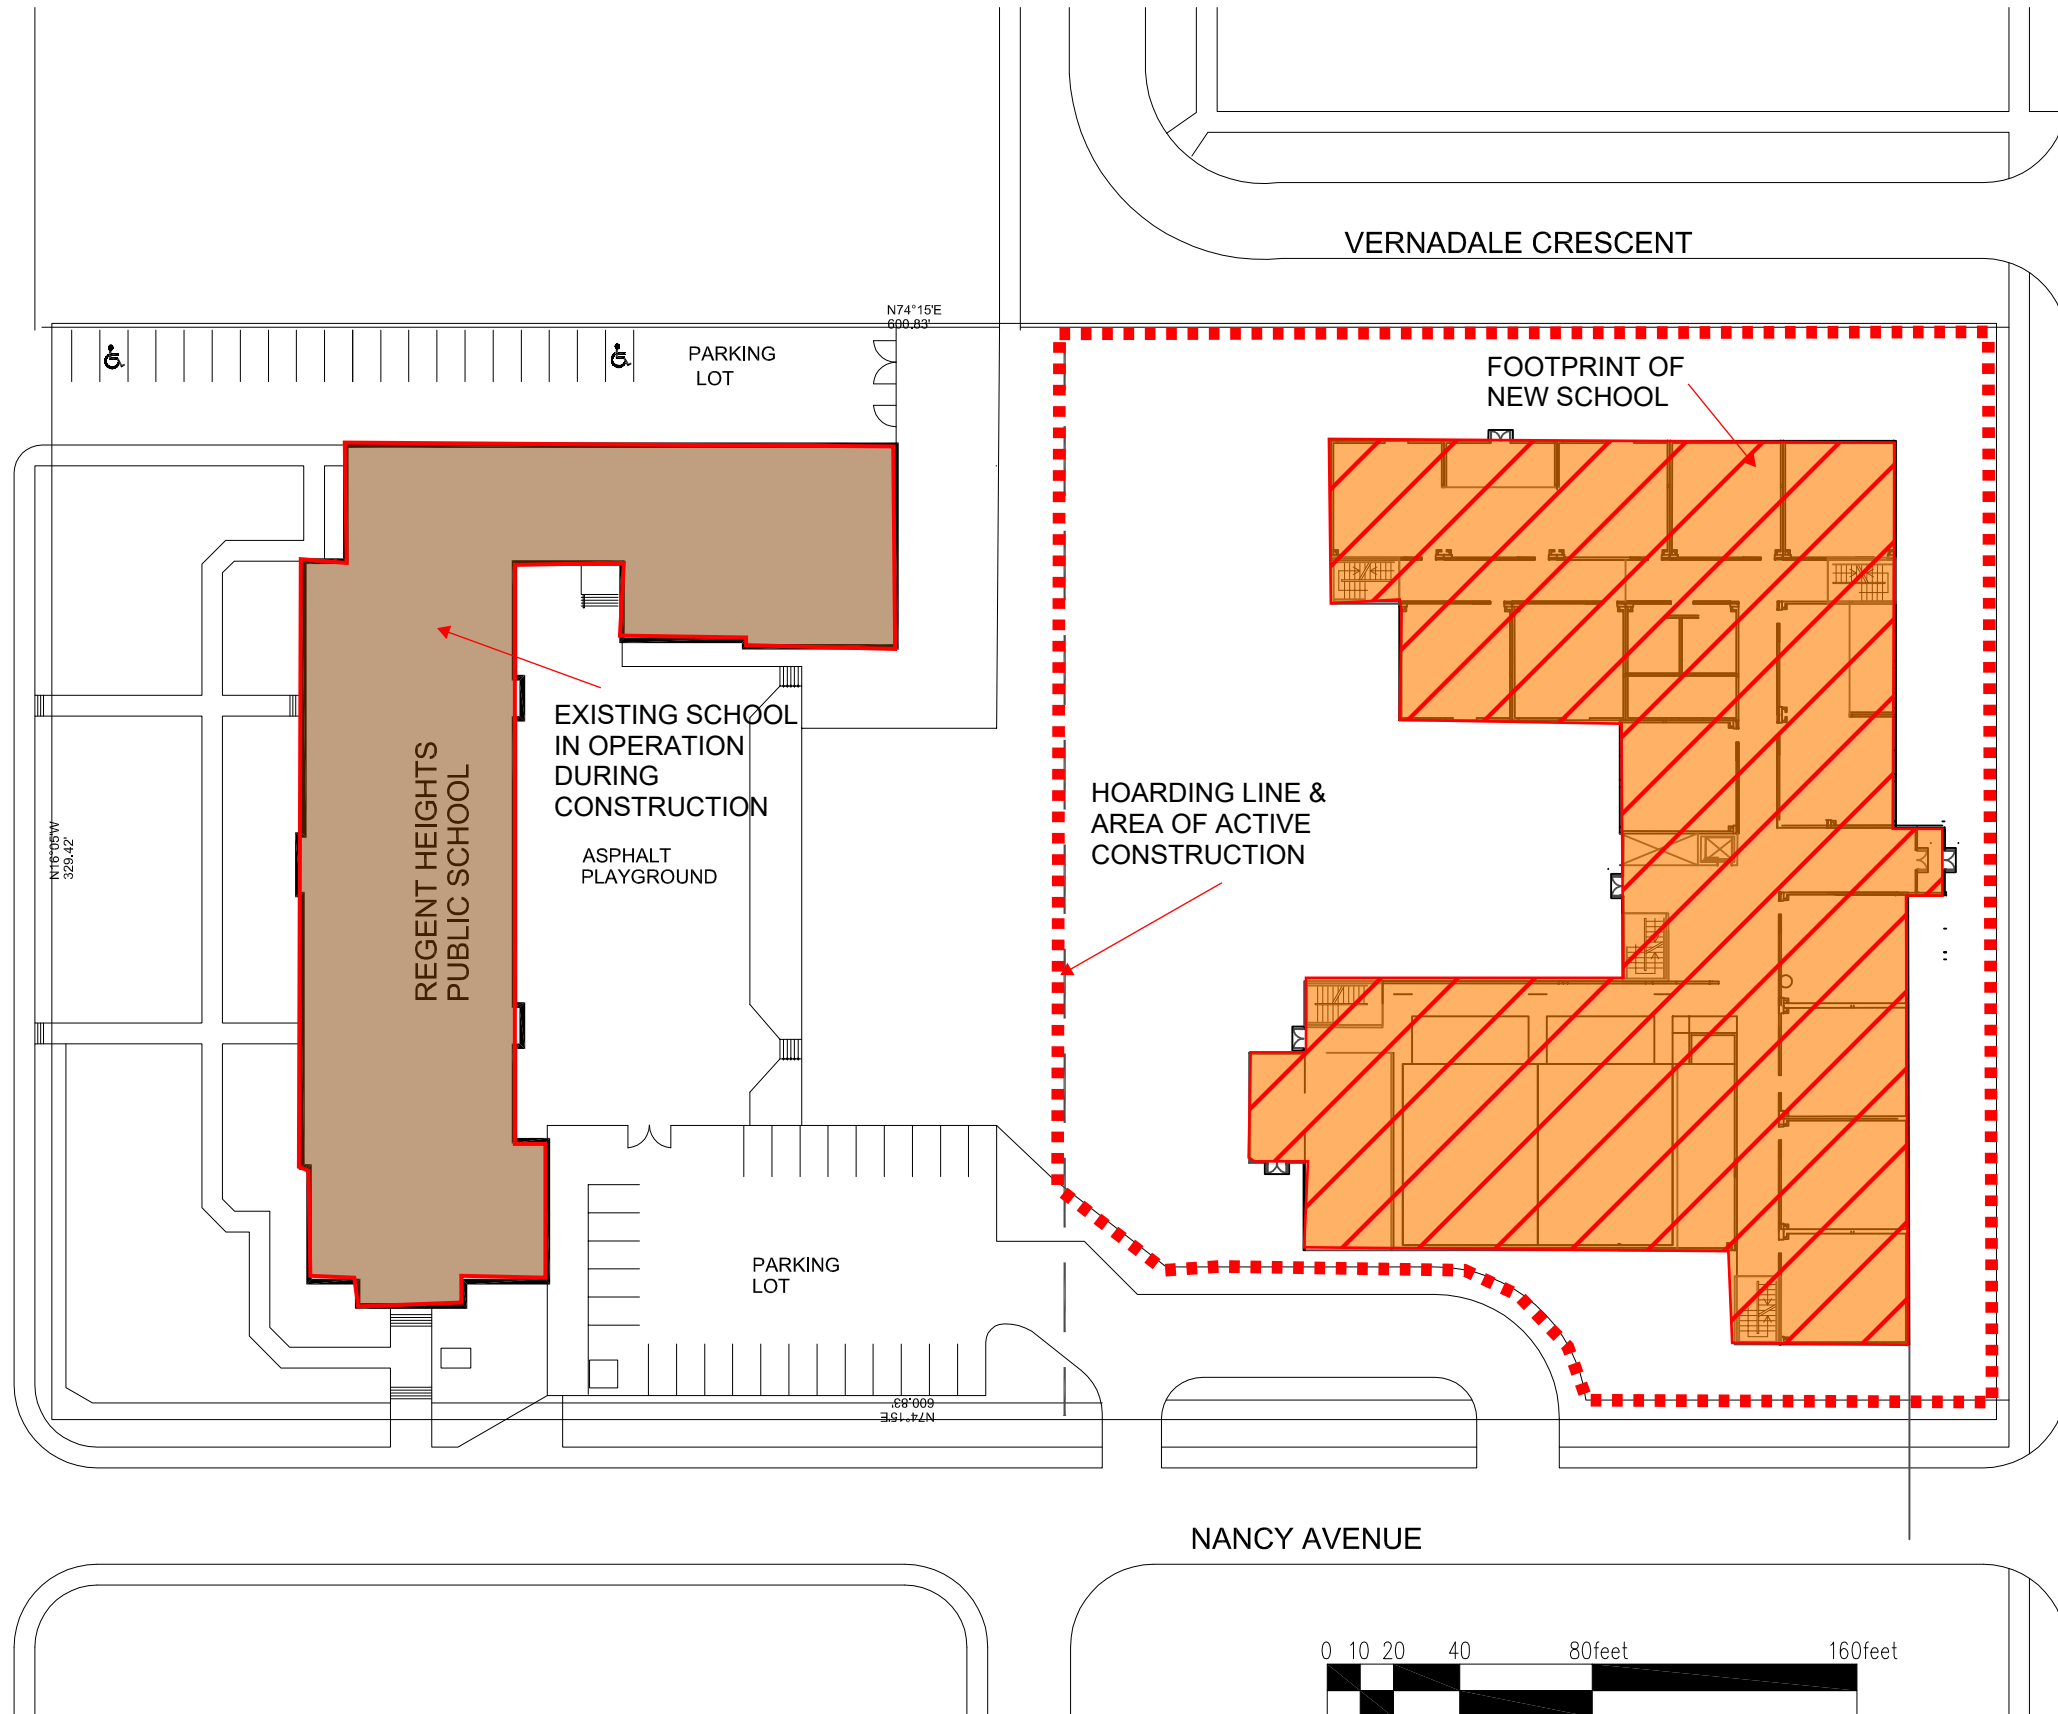 VERNADALE CRESCENT
N74°15'E
600.83'
PARKING
LOT
FOOTPRINT OF
NEW SCHOOL
REGENT HEIGHTS
PUBLIC SCHOOL
EXISTING SCHOOL
IN OPERATION
DURING
CONSTRUCTION
HOARDING LINE &
AREA OF ACTIVE
CONSTRUCTION
ASPHALT
PLAYGROUND
N16°05'W
329.42'
PARKING
LOT
N74°15'E
600.83'
NANCY AVENUE
0 10 20 40 80feet 160feet